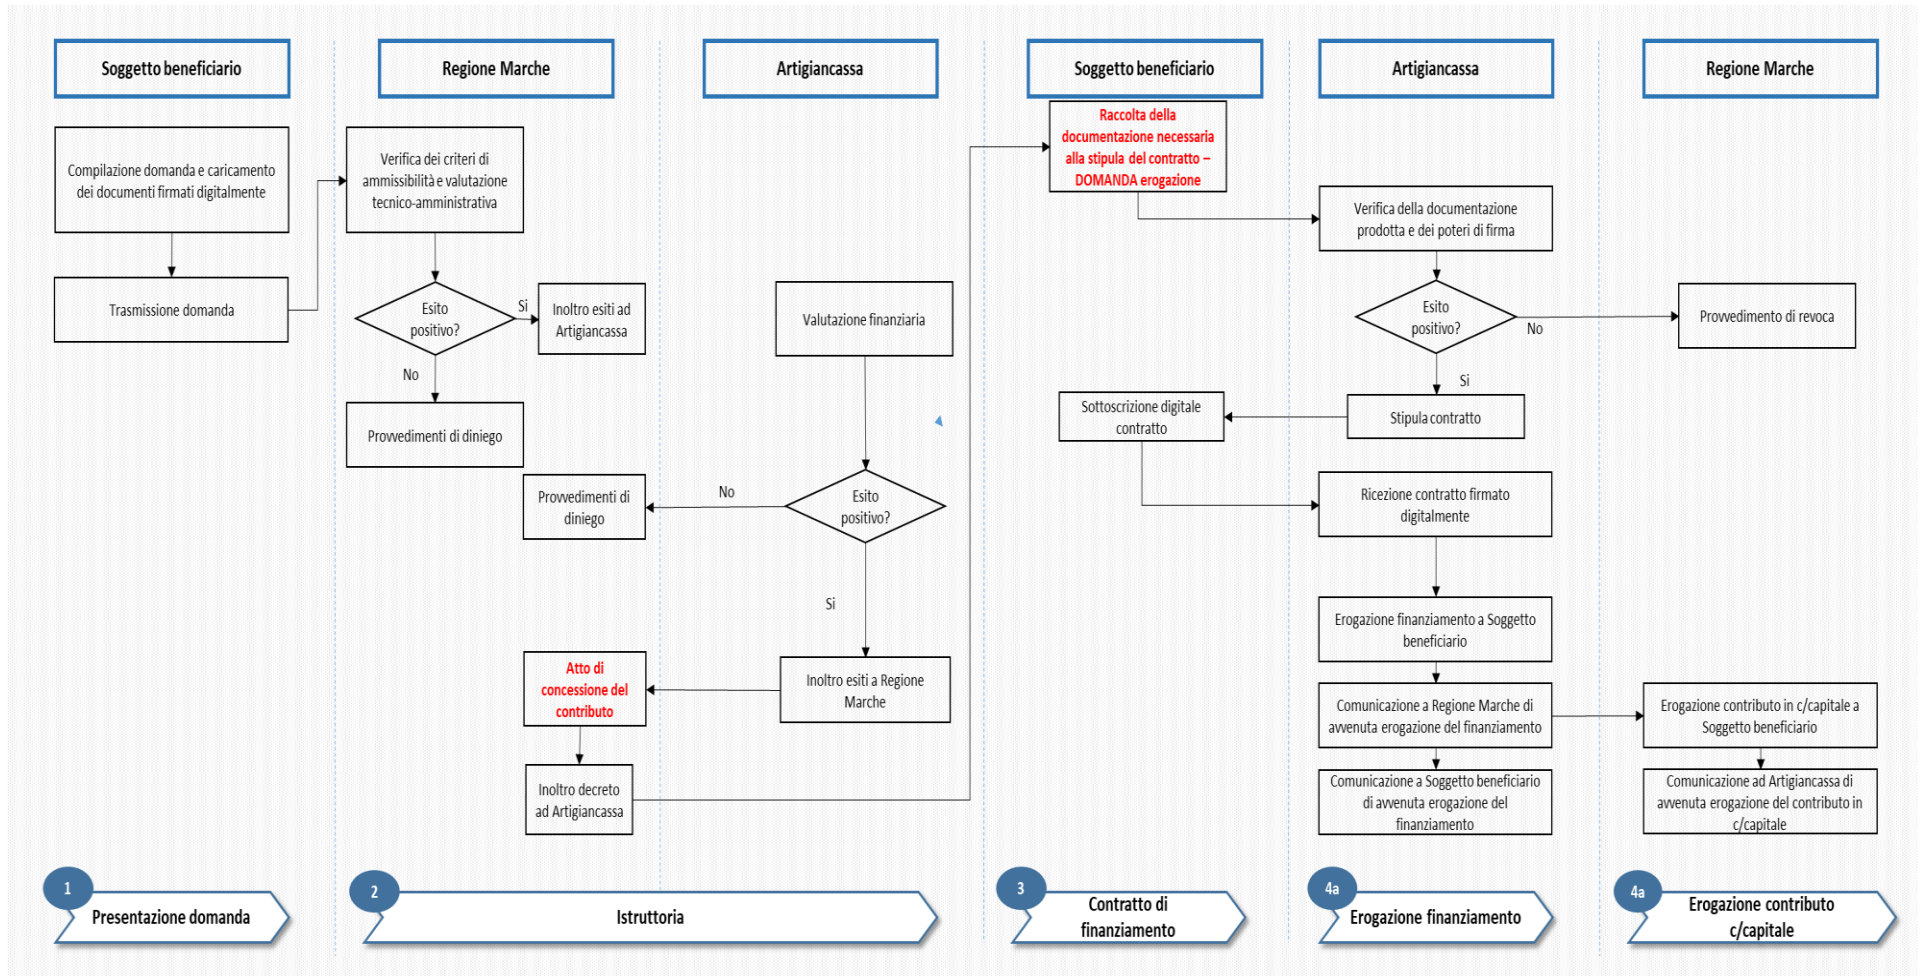 Soggetto beneficiario
Regione Marche
Artigiancassa
Soggetto beneficiario
Artigiancassa
Regione Marche
Compilazione domanda e caricamento
dei documenti firmati digitalmente
Trasmissione domanda
Verifica dei criteri di
ammissibilità e valutazione
tecnico-amministrativa
Esito
positivo?
Si
Inoltro esiti ad
Artigiancassa
No
Provvedimenti di diniego
Valutazione finanziaria
Esito
positivo?
No
Provvedimenti di
diniego
Si
Inoltro esiti a Regione
Marche
Atto di
concessione del
contributo
Inoltro decreto
ad Artigiancassa
Raccolta della
documentazione necessaria
alla stipula del contratto –
DOMANDA erogazione
Verifica della documentazione
prodotta e dei poteri di firma
Esito
positivo?
No
Provvedimento di revoca
Si
Stipula contratto
Sottoscrizione digitale
contratto
Ricezione contratto firmato
digitalmente
Erogazione finanziamento a Soggetto
beneficiario
Comunicazione a Regione Marche di
avvenuta erogazione del finanziamento
Comunicazione a Soggetto beneficiario
di avvenuta erogazione del
finanziamento
Erogazione contributo in c/capitale a
Soggetto beneficiario
Comunicazione ad Artigiancassa di
avvenuta erogazione del contributo in
c/capitale
1
Presentazione domanda
2
Istruttoria
3
Contratto di
finanziamento
4a
Erogazione finanziamento
4a
Erogazione contributo
c/capitale